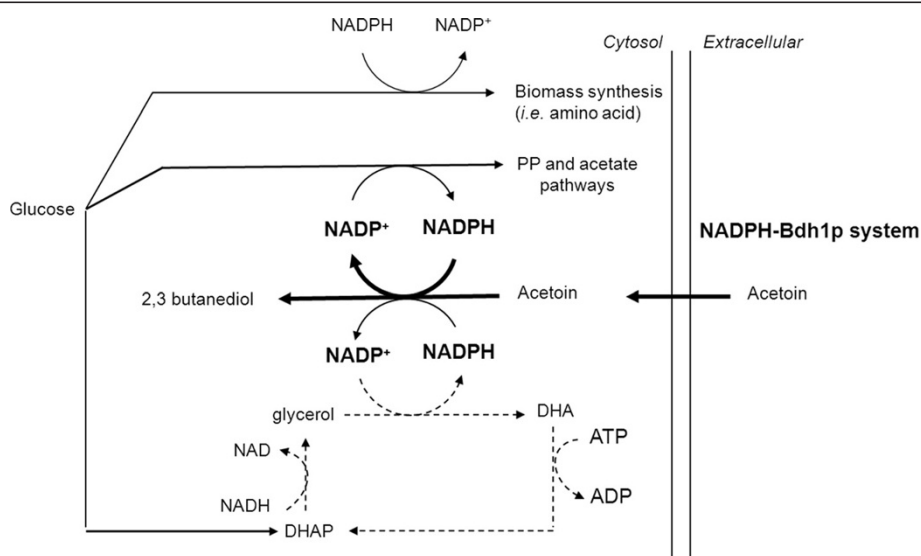 NADPH NADP⁺
Cytosol Extracellular
Biomass synthesis
(i.e. amino acid)
PP and acetate
pathways
Glucose
NADP⁺ NADPH
NADPH-Bdh1p system
2,3 butanediol Acetoin Acetoin
NADP⁺ NADPH
glycerol DHA
ATP
NAD
ADP
NADH
DHAP